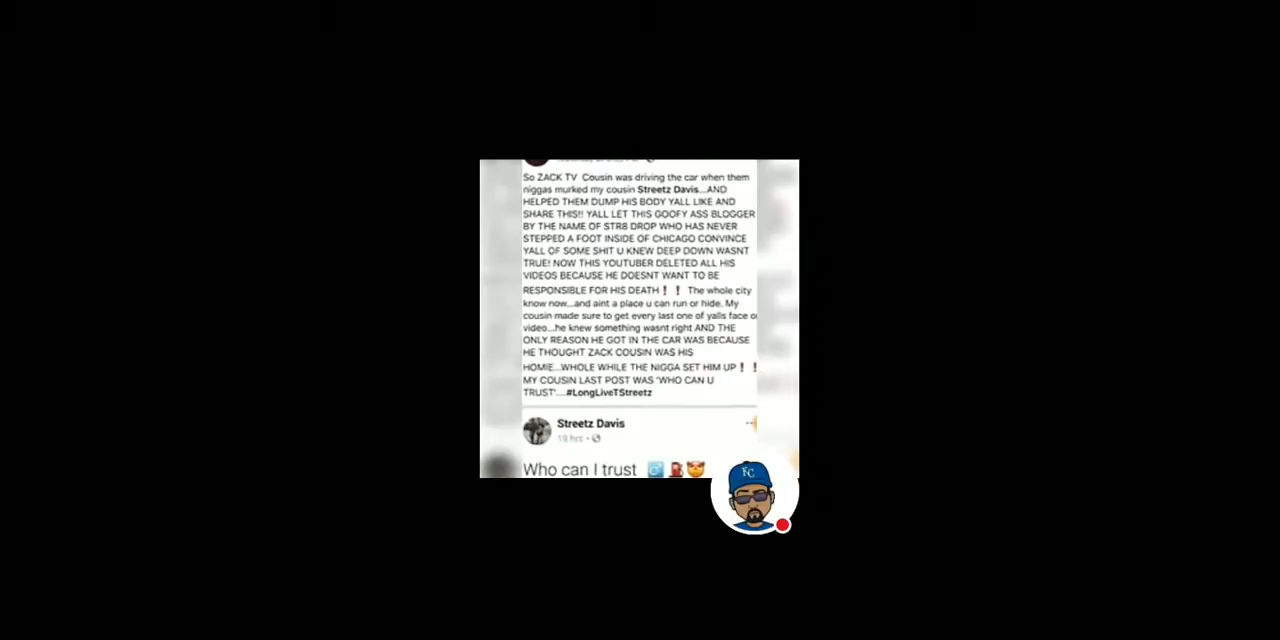 So ZACK TV Cousin was driving the car when them
niggas murked my cousin Streetz Davis...AND
HELPED THEM DUMP HIS BODY YALL LIKE AND
SHARE THIS!! YALL LET THIS GOOFY ASS BLOGGER
BY THE NAME OF STR8 DROP WHO HAS NEVER
STEPPED A FOOT INSIDE OF CHICAGO CONVINCE
YALL OF SOME SHIT U KNEW DEEP DOWN WASNT
TRUE! NOW THIS YOUTUBER DELETED ALL HIS
VIDEOS BECAUSE HE DOESNT WANT TO BE
RESPONSIBLE FOR HIS DEATH❗❗ The whole city
know now...and aint a place u can run or hide. My
cousin made sure to get every last one of yalls face o
video...he knew something wasnt right AND THE
ONLY REASON HE GOT IN THE CAR WAS BECAUSE
HE THOUGHT ZACK COUSIN WAS HIS
HOMIE...WHOLE WHILE THE NIGGA SET HIM UP❗❗
MY COUSIN LAST POST WAS 'WHO CAN U
TRUST'....#LongLiveTStreetz
Streetz Davis
19 hrs
Who can I trust
KC